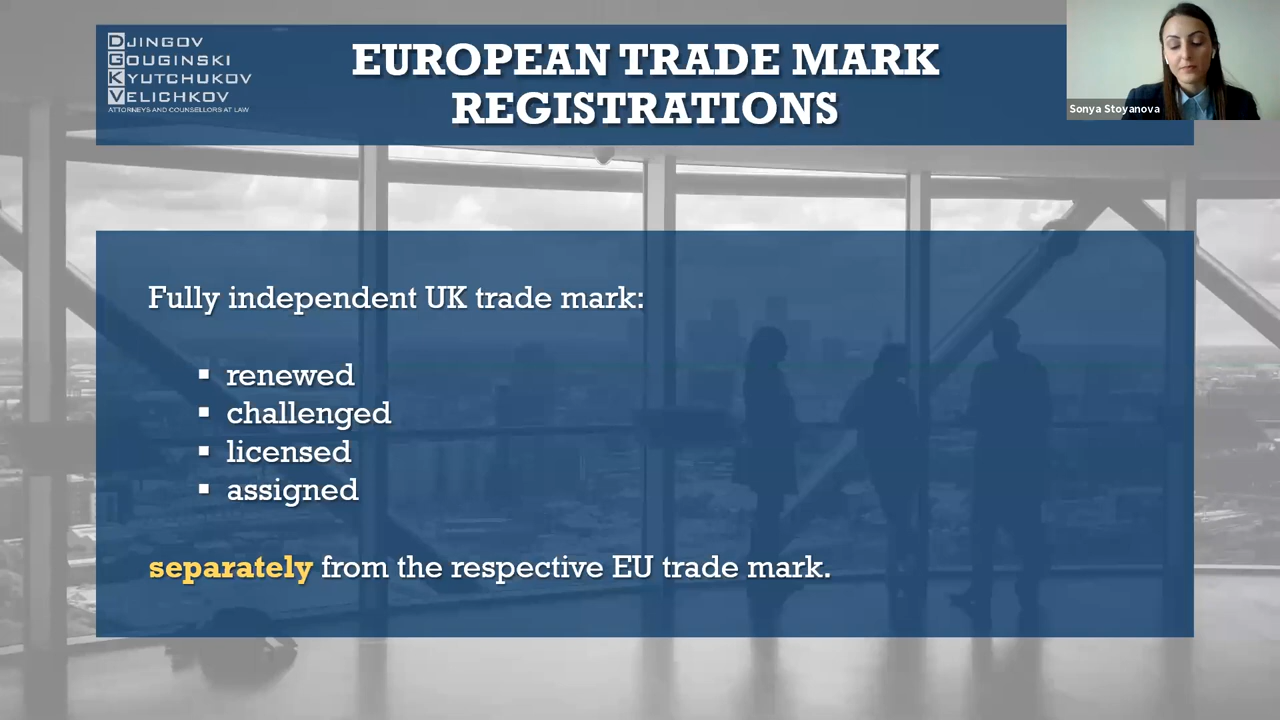 DJINGOV
GOUGINSKI
KYUTCHUKOV
VELICHKOV
ATTORNEYS AND COUNSELLORS AT LAW
EUROPEAN TRADE MARK
REGISTRATIONS
Sonya Stoyanova
Fully independent UK trade mark:
▪ renewed
▪ challenged
▪ licensed
▪ assigned
separately from the respective EU trade mark.